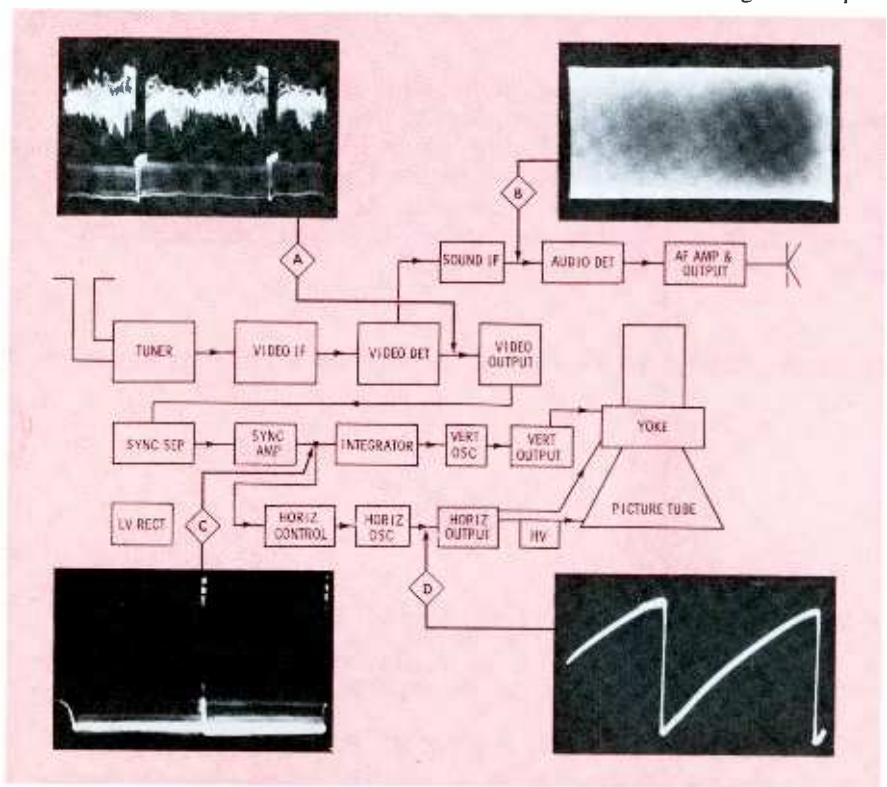 B
A
SOUND IF
AUDIO DET
AF AMP &
OUTPUT
TUNER
VIDEO IF
VIDEO DET
VIDEO
OUTPUT
SYNC SEP
SYNC
AMP
INTEGRATOR
VERT
OSC
VERT
OUTPUT
YOKE
PICTURE TUBE
LV RECT
C
HORIZ
CONTROL
HORIZ
OSC
HORIZ
OUTPUT
HV
D